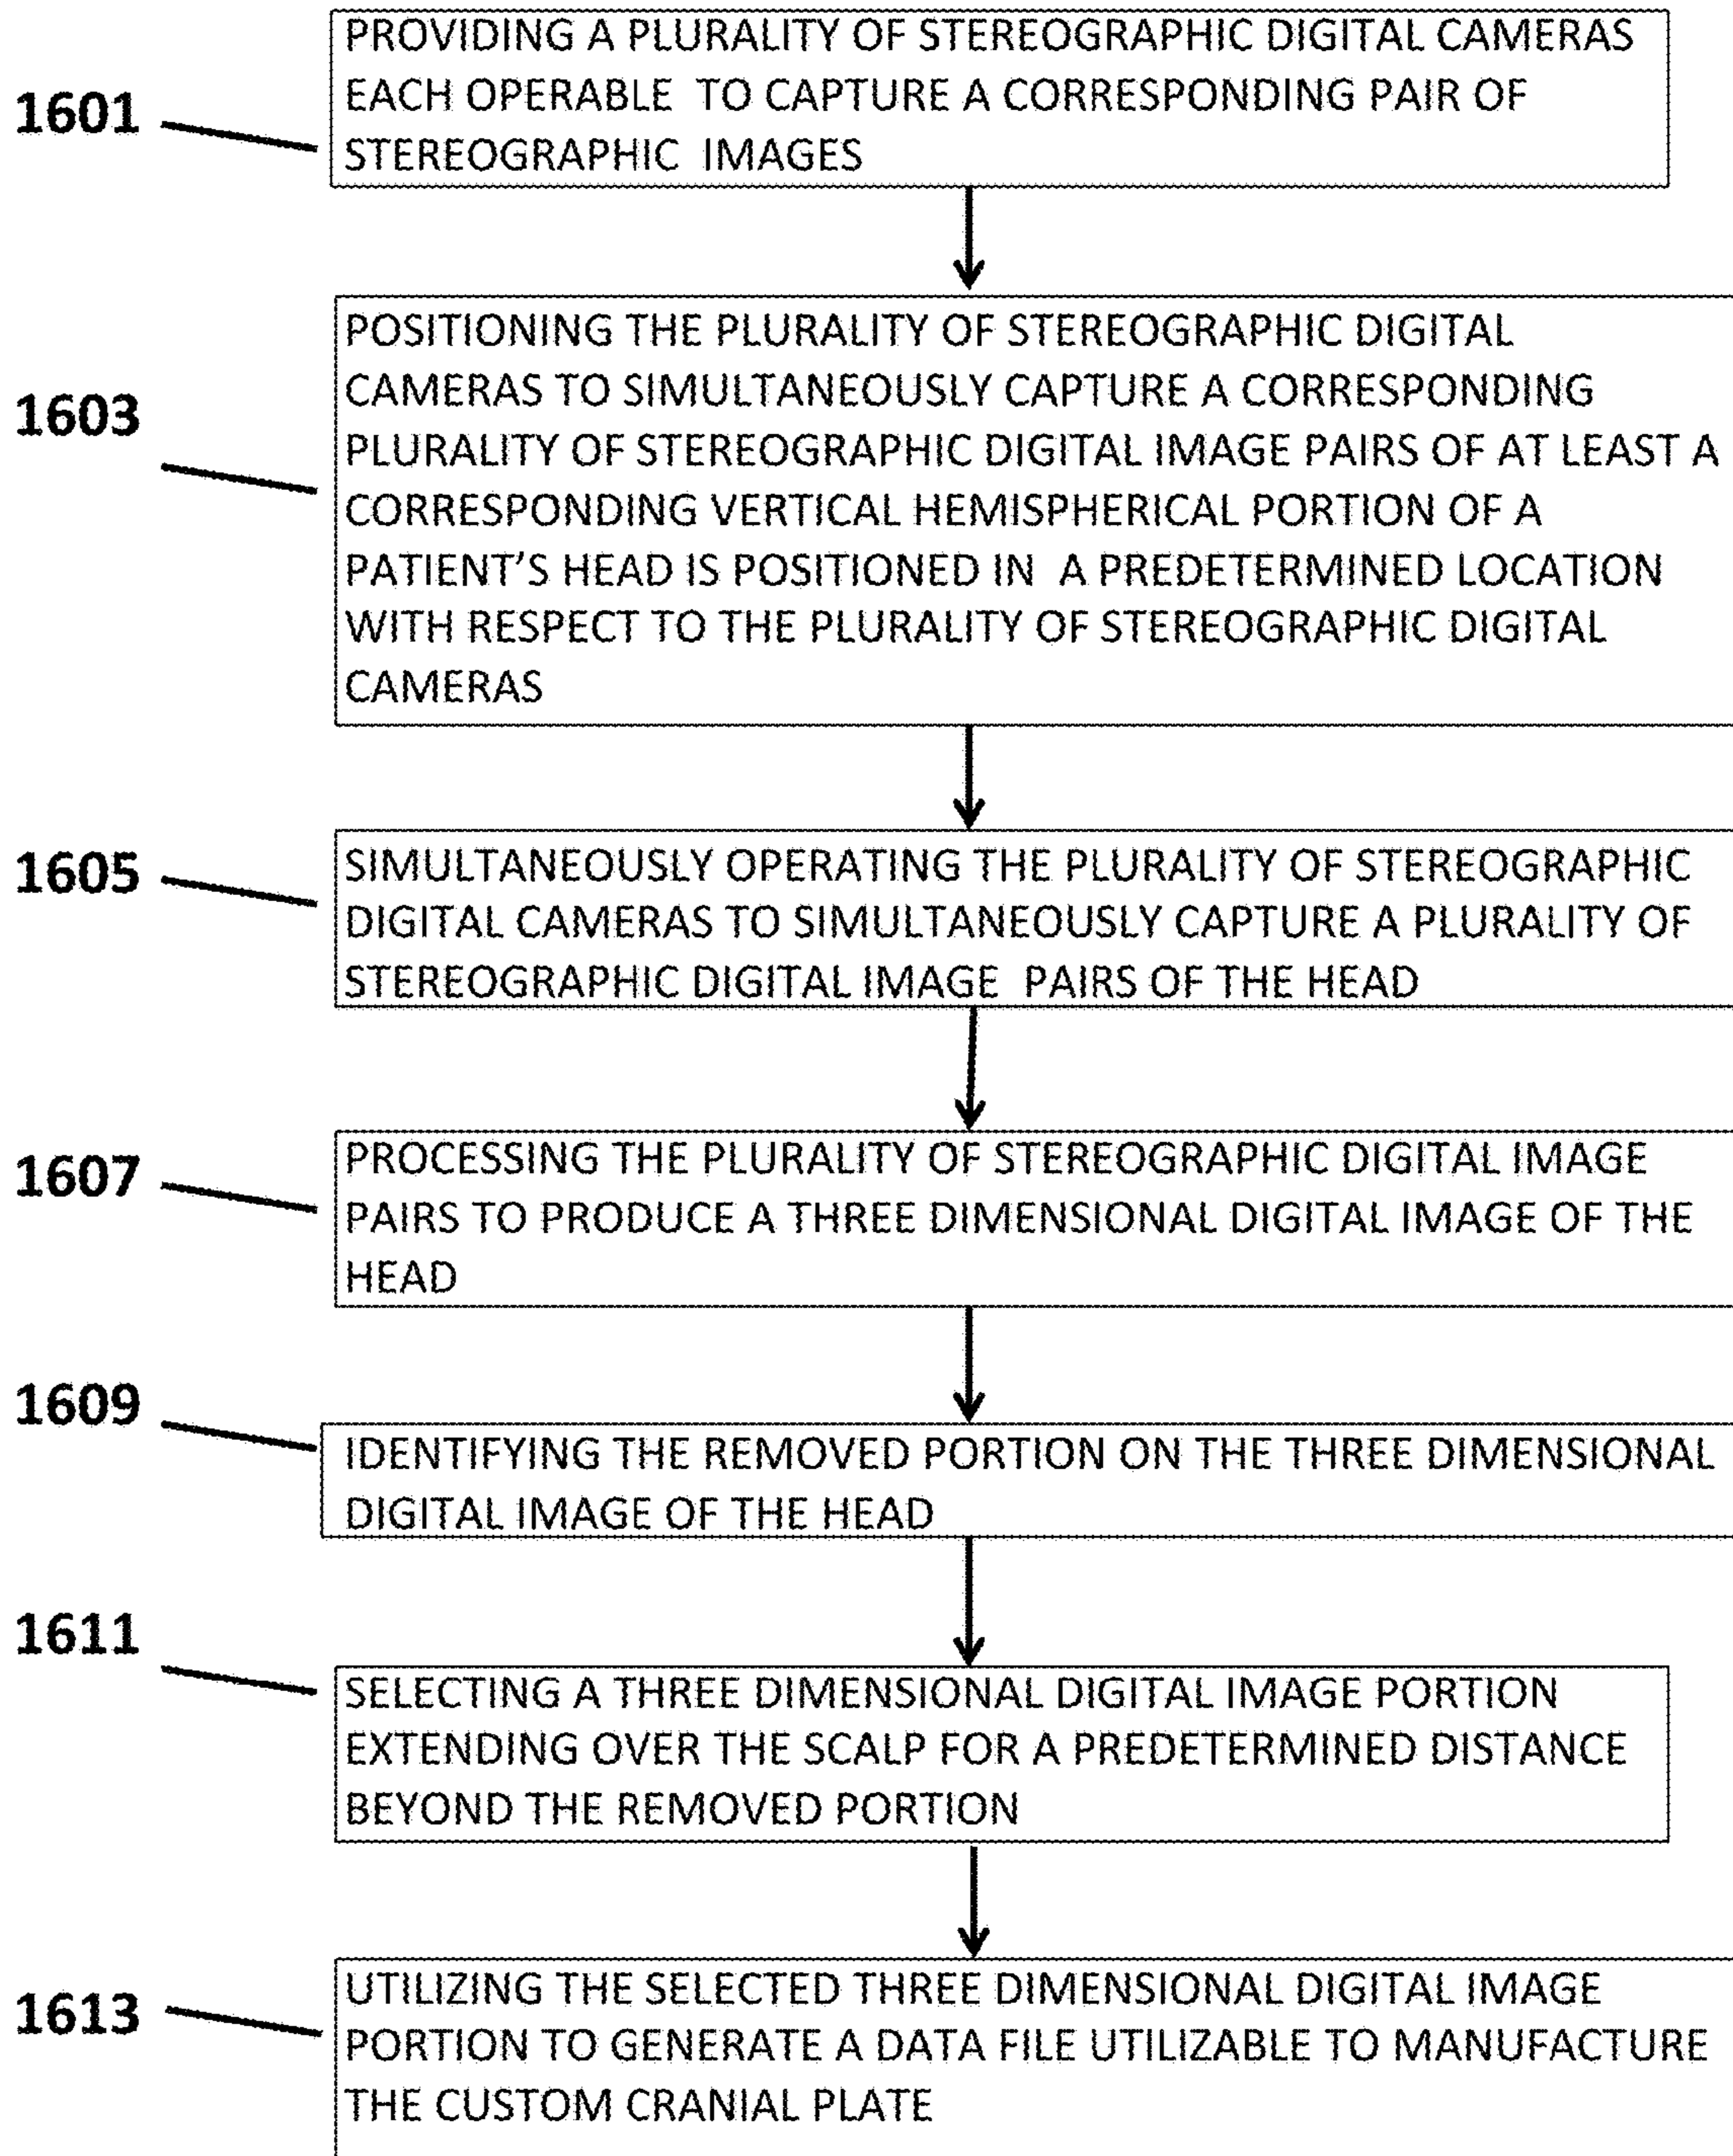 PROVIDING A PLURALITY OF STEREOGRAPHIC DIGITAL CAMERAS
EACH OPERABLE TO CAPTURE A CORRESPONDING PAIR OF
STEREOGRAPHIC IMAGES
1601
POSITIONING THE PLURALITY OF STEREOGRAPHIC DIGITAL
CAMERAS TO SIMULTANEOUSLY CAPTURE A CORRESPONDING
PLURALITY OF STEREOGRAPHIC DIGITAL IMAGE PAIRS OF AT LEAST A
CORRESPONDING VERTICAL HEMISPHERICAL PORTION OF A
PATIENT'S HEAD IS POSITIONED IN A PREDETERMINED LOCATION
WITH RESPECT TO THE PLURALITY OF STEREOGRAPHIC DIGITAL
CAMERAS
1603
SIMULTANEOUSLY OPERATING THE PLURALITY OF STEREOGRAPHIC
DIGITAL CAMERAS TO SIMULTANEOUSLY CAPTURE A PLURALITY OF
STEREOGRAPHIC DIGITAL IMAGE PAIRS OF THE HEAD
1605
PROCESSING THE PLURALITY OF STEREOGRAPHIC DIGITAL IMAGE
PAIRS TO PRODUCE A THREE DIMENSIONAL DIGITAL IMAGE OF THE
HEAD
1607
IDENTIFYING THE REMOVED PORTION ON THE THREE DIMENSIONAL
DIGITAL IMAGE OF THE HEAD
1609
SELECTING A THREE DIMENSIONAL DIGITAL IMAGE PORTION
EXTENDING OVER THE SCALP FOR A PREDETERMINED DISTANCE
BEYOND THE REMOVED PORTION
1611
UTILIZING THE SELECTED THREE DIMENSIONAL DIGITAL IMAGE
PORTION TO GENERATE A DATA FILE UTILIZABLE TO MANUFACTURE
THE CUSTOM CRANIAL PLATE
1613